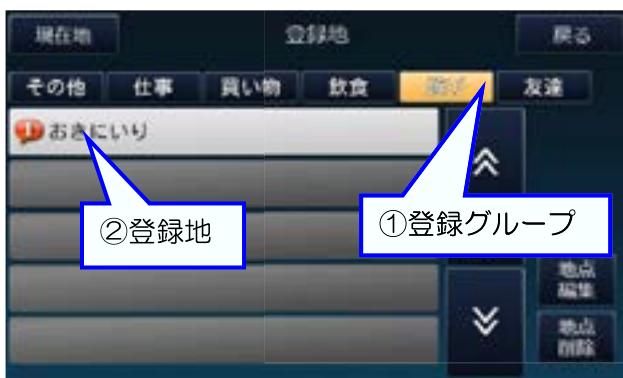 現在地 登録地 戻る
その他 仕事 買い物 飲食 友達
おきにいり
②登録地
①登録グループ
地点
編集
地点
削除